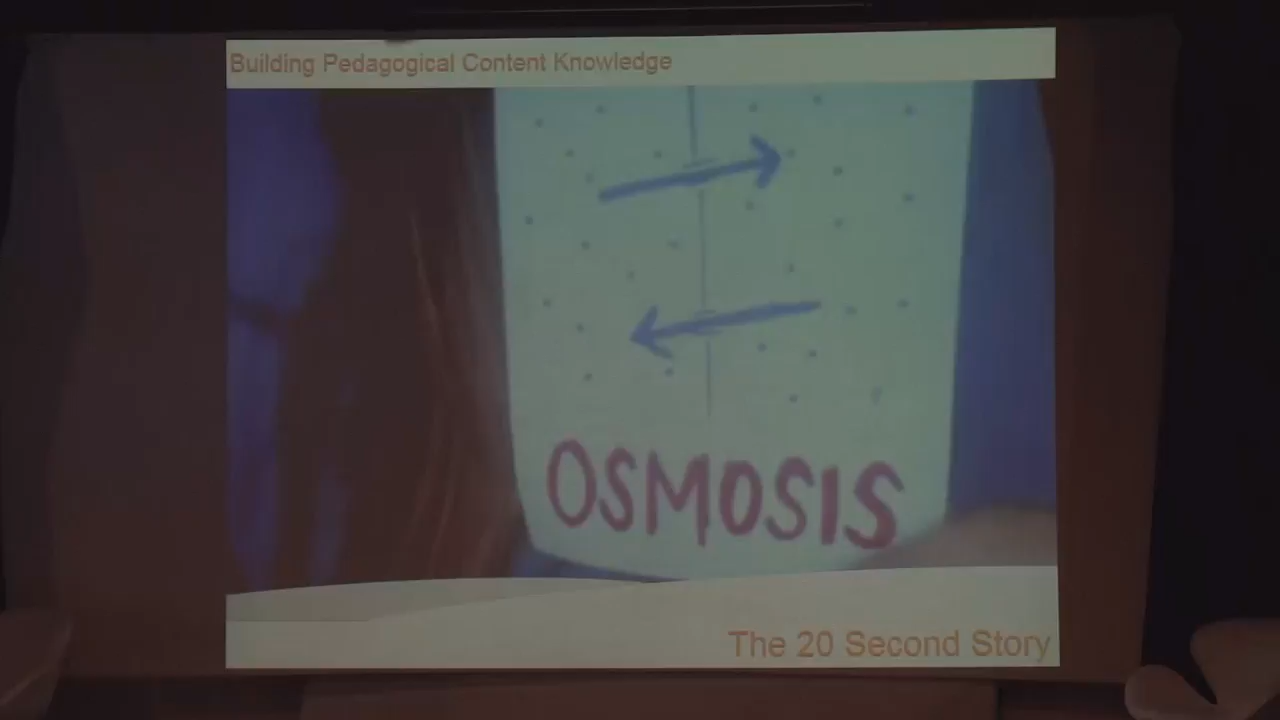 Building Pedagogical Content Knowledge
OSMOSIS
The 20 Second Story